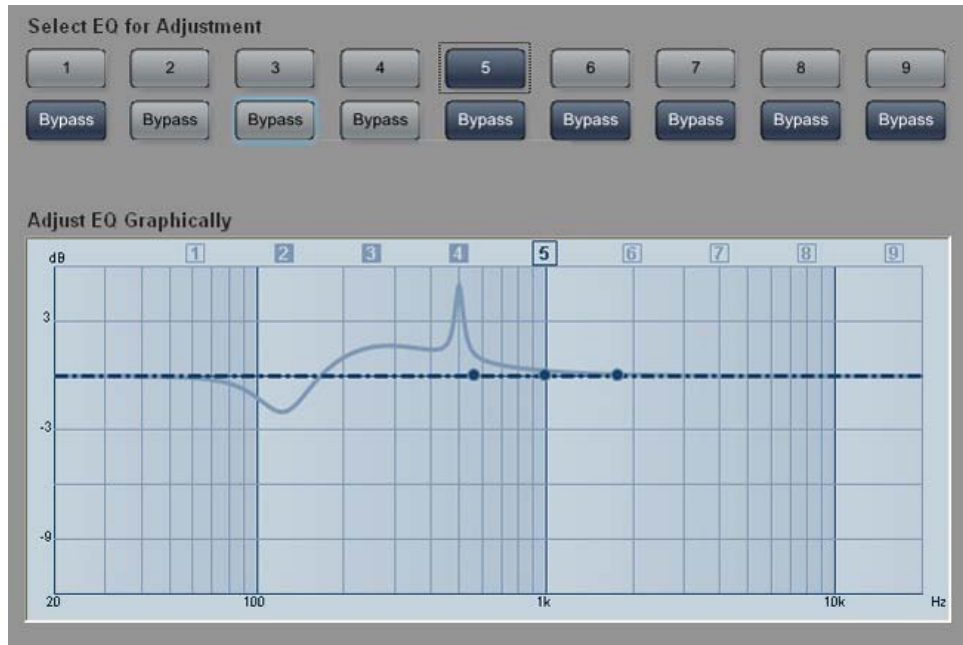 Select EQ for Adjustment
1 2 3 4 5 6 7 8 9
Bypass Bypass Bypass Bypass Bypass Bypass Bypass Bypass Bypass
Adjust EQ Graphically
dB 1 2 3 4 5 6 7 8 9
3
-3
-9
20 100 1k 10k Hz